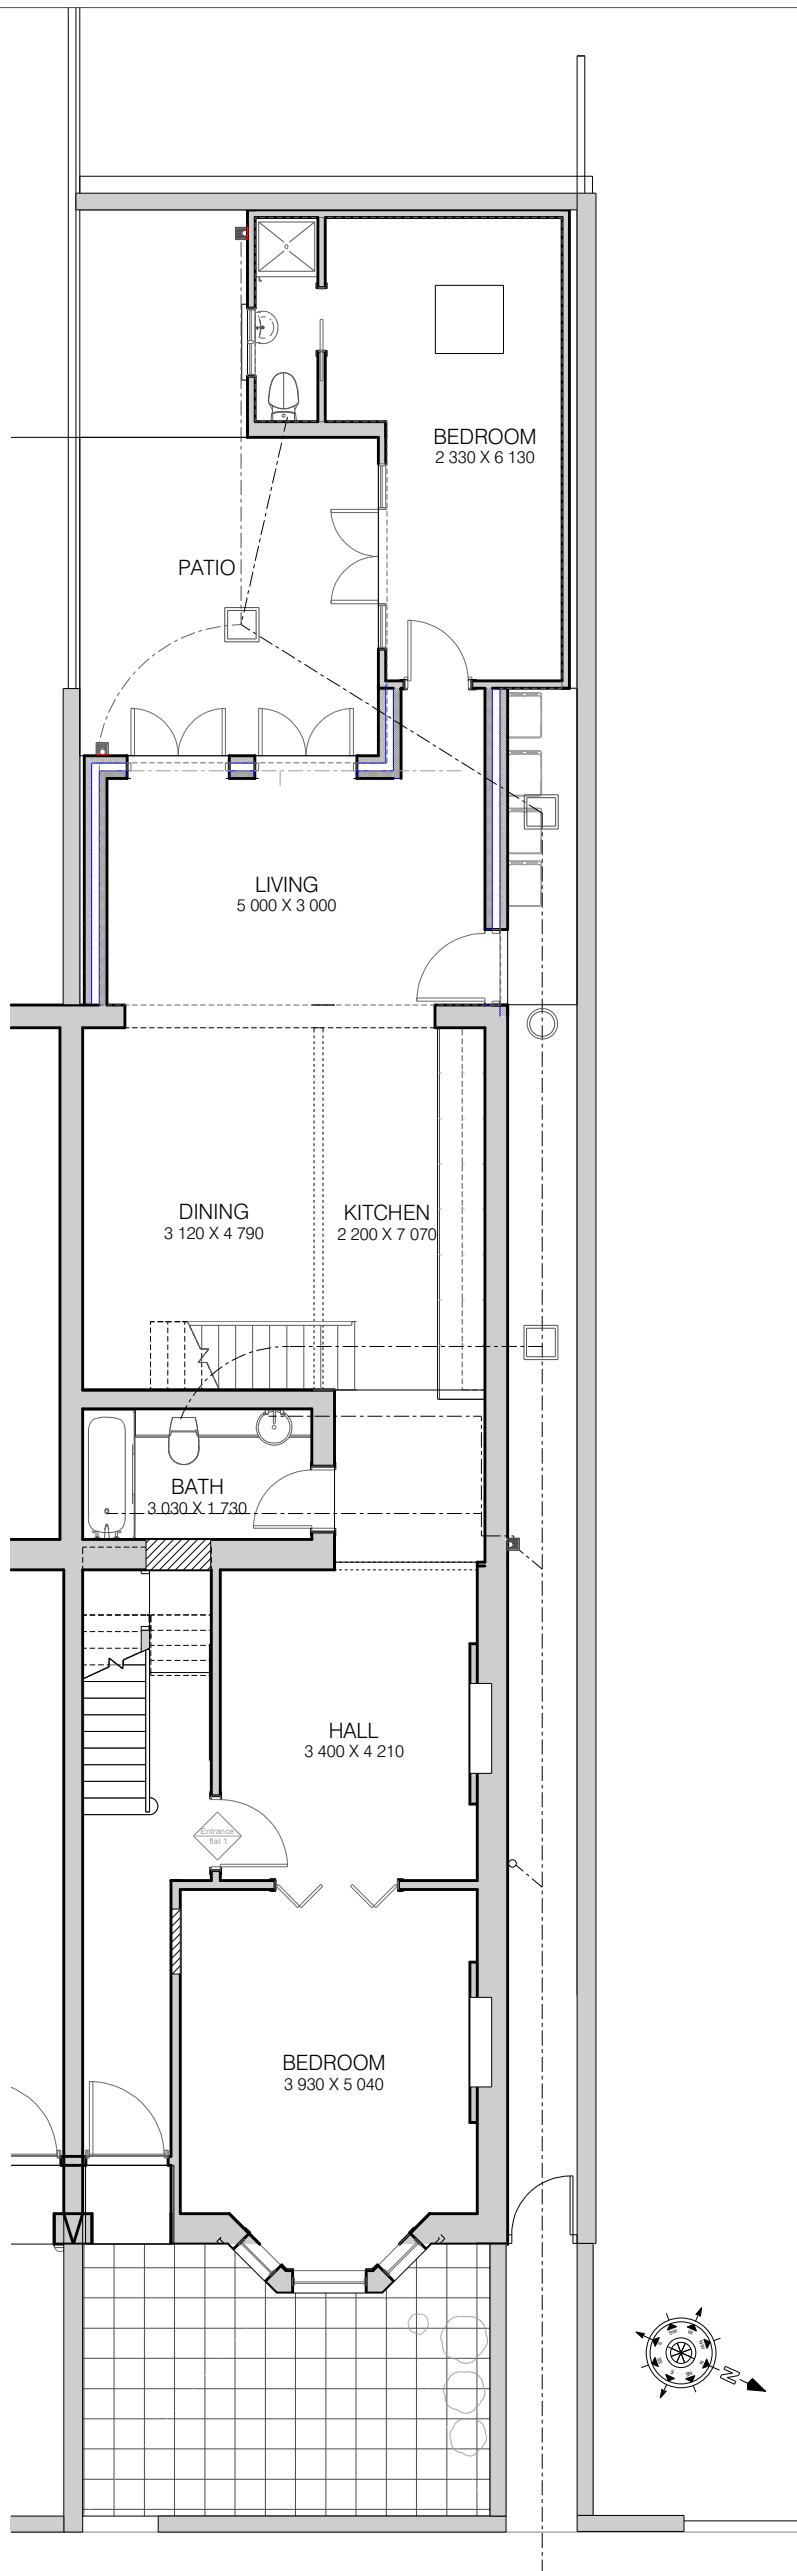 BEDROOM
2 330 X 6 130
PATIO
LIVING
5 000 X 3 000
DINING
3 120 X 4 790
KITCHEN
2 200 X 7 070
BATH
3 030 X 1 730
HALL
3 400 X 4 210
Entrance
flat 1
BEDROOM
3 930 X 5 040
N